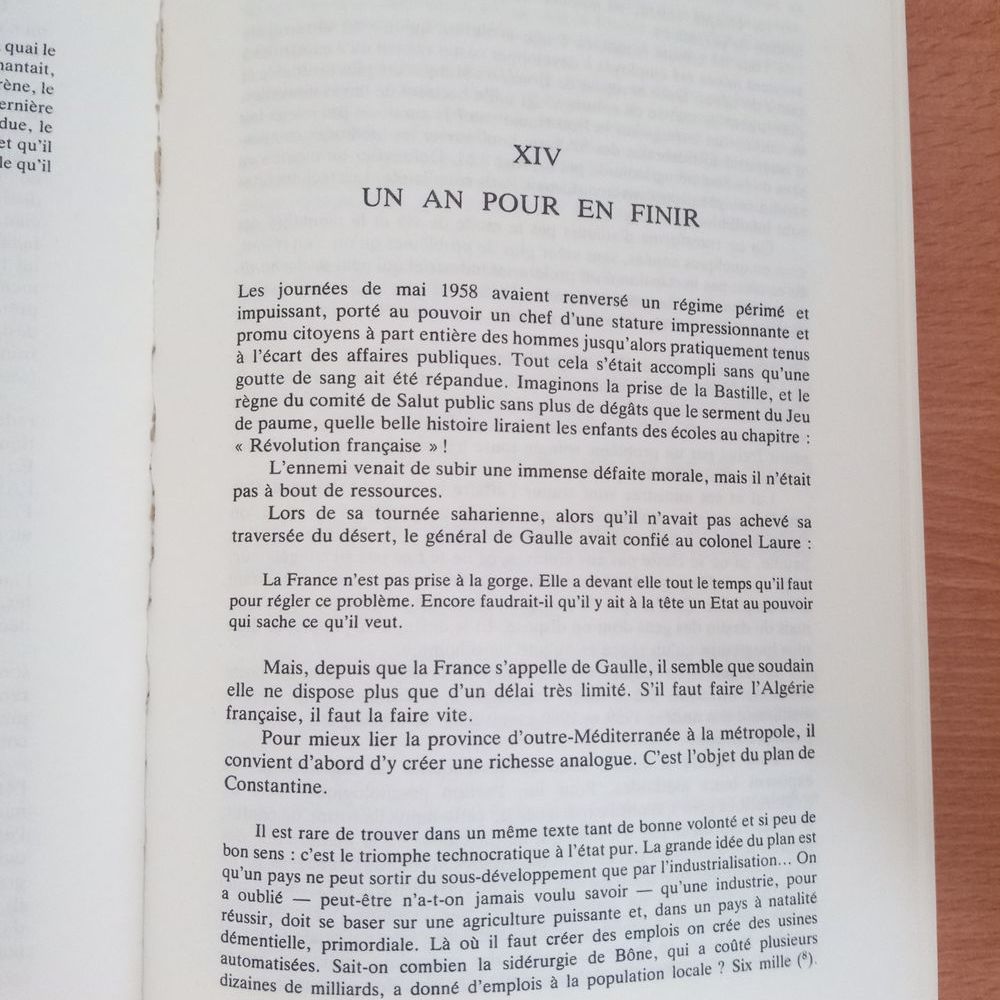 quai le
nantait,
rène, le
ernière
due, le
et qu'il
le qu'il
XIV
UN AN POUR EN FINIR
Les journées de mai 1958 avaient renversé un régime périmé et
impuissant, porté au pouvoir un chef d'une stature impressionnante et
promu citoyens à part entière des hommes jusqu'alors pratiquement tenus
à l'écart des affaires publiques. Tout cela s'était accompli sans qu'une
goutte de sang ait été répandue. Imaginons la prise de la Bastille, et le
règne du comité de Salut public sans plus de dégâts que le serment du Jeu
de paume, quelle belle histoire liraient les enfants des écoles au chapitre :
« Révolution française » !
L'ennemi venait de subir une immense défaite morale, mais il n'était
pas à bout de ressources.
Lors de sa tournée saharienne, alors qu'il n'avait pas achevé sa
traversée du désert, le général de Gaulle avait confié au colonel Laure :
La France n'est pas prise à la gorge. Elle a devant elle tout le temps qu'il faut
pour régler ce problème. Encore faudrait-il qu'il y ait à la tête un Etat au pouvoir
qui sache ce qu'il veut.
Mais, depuis que la France s'appelle de Gaulle, il semble que soudain
elle ne dispose plus que d'un délai très limité. S'il faut faire l'Algérie
française, il faut la faire vite.
Pour mieux lier la province d'outre-Méditerranée à la métropole, il
convient d'abord d'y créer une richesse analogue. C'est l'objet du plan de
Constantine.
Il est rare de trouver dans un même texte tant de bonne volonté et si peu de
bon sens : c'est le triomphe technocratique à l'état pur. La grande idée du plan est
qu'un pays ne peut sortir du sous-développement que par l'industrialisation... On
a oublié — peut-être n'a-t-on jamais voulu savoir — qu'une industrie, pour
réussir, doit se baser sur une agriculture puissante et, dans un pays à natalité
démentielle, primordiale. Là où il faut créer des emplois on crée des usines
automatisées. Sait-on combien la sidérurgie de Bône, qui a coûté plusieurs
dizaines de milliards, a donné d'emplois à la population locale ? Six mille (⁸).